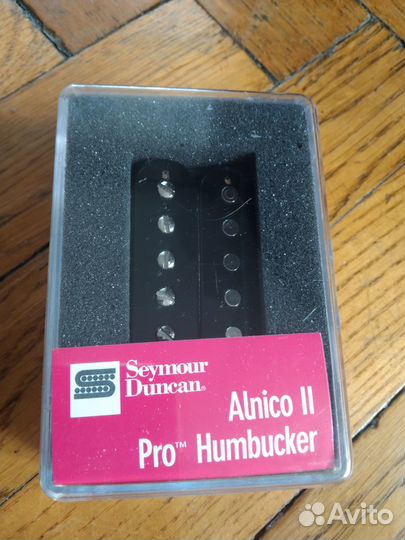 Seymour
Duncan®
Alnico II
Pro™ Humbucker
Avito